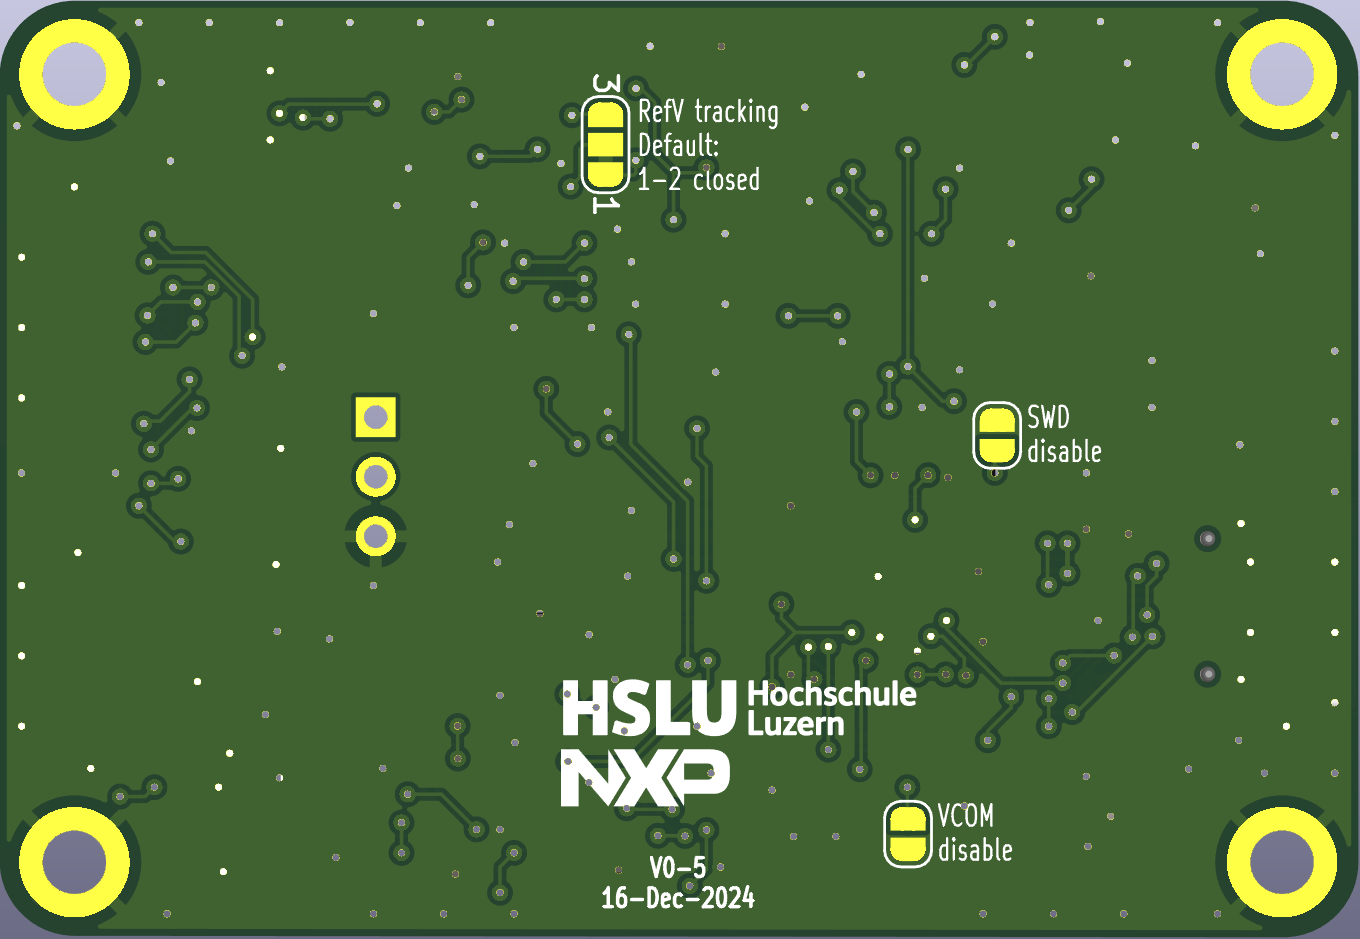 3
RefV tracking
Default:
1-2 closed
1
SWD
disable
HSLU Hochschule
Luzern
NXP
VCOM
disable
V0-5
16-Dec-2024